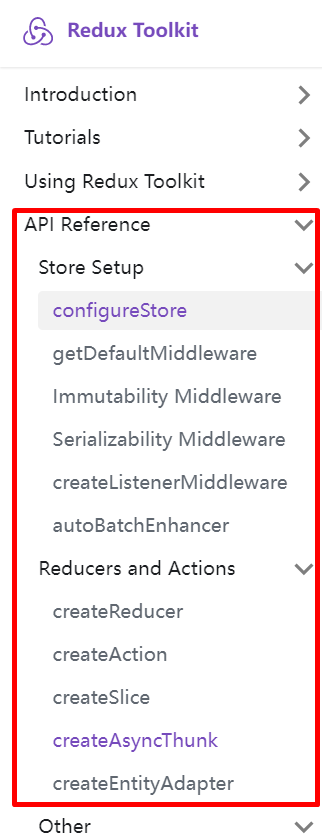 Redux Toolkit
Introduction
Tutorials
Using Redux Toolkit
API Reference
Store Setup
configureStore
getDefaultMiddleware
Immutability Middleware
Serializability Middleware
createListenerMiddleware
autoBatchEnhancer
Reducers and Actions
createReducer
createAction
createSlice
createAsyncThunk
createEntityAdapter
Other